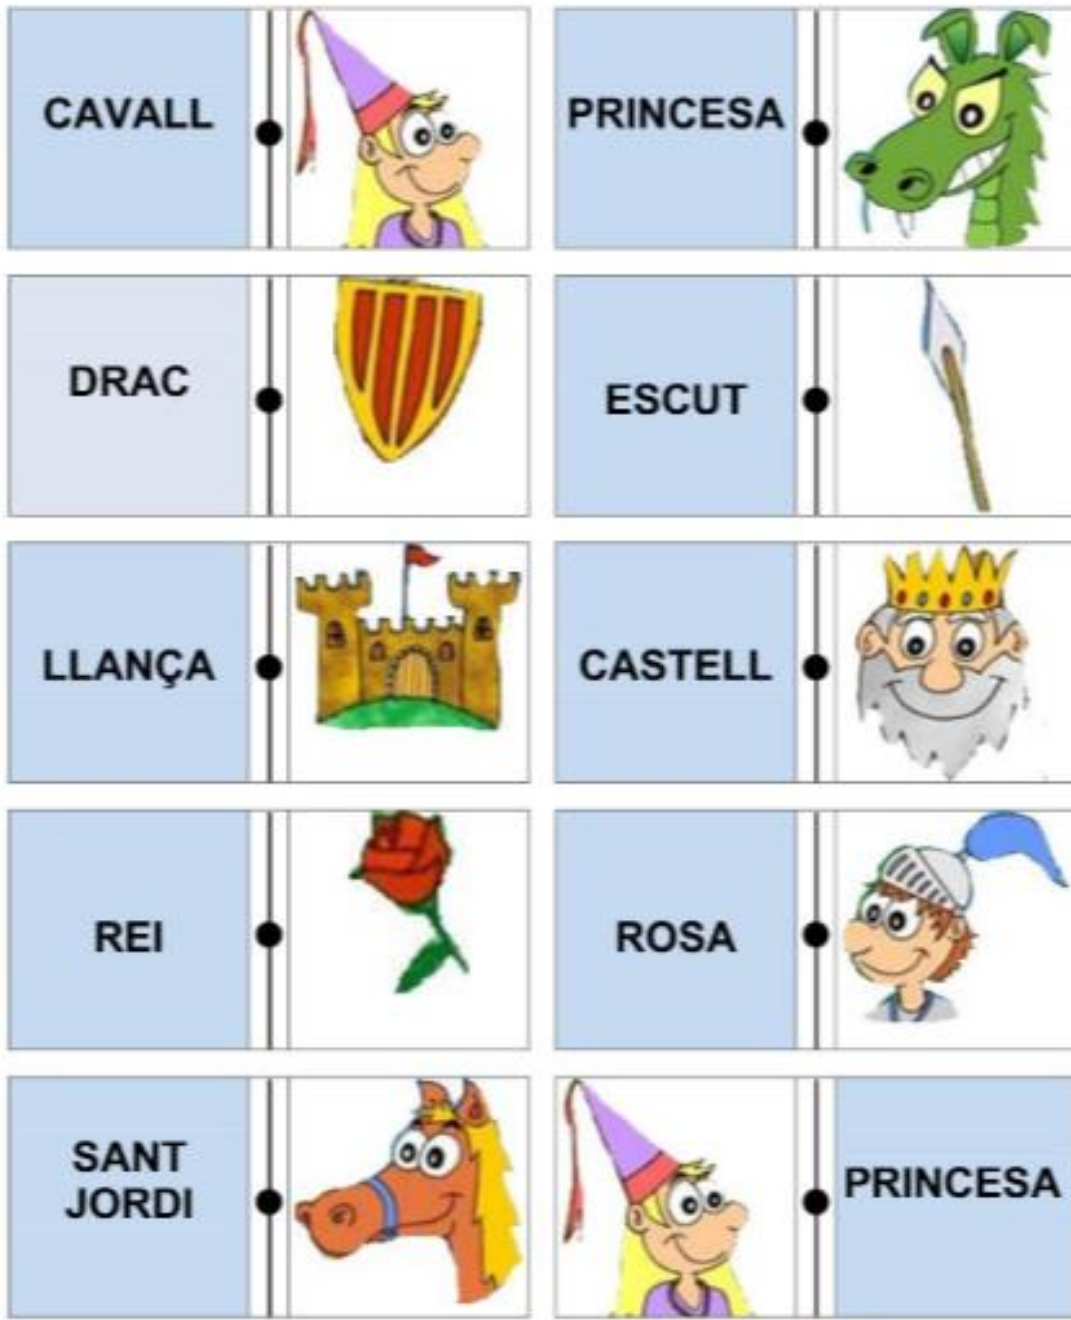 CAVALL
PRINCESA
DRAC
ESCUT
LLANÇA
CASTELL
REI
ROSA
SANT
JORDI
PRINCESA